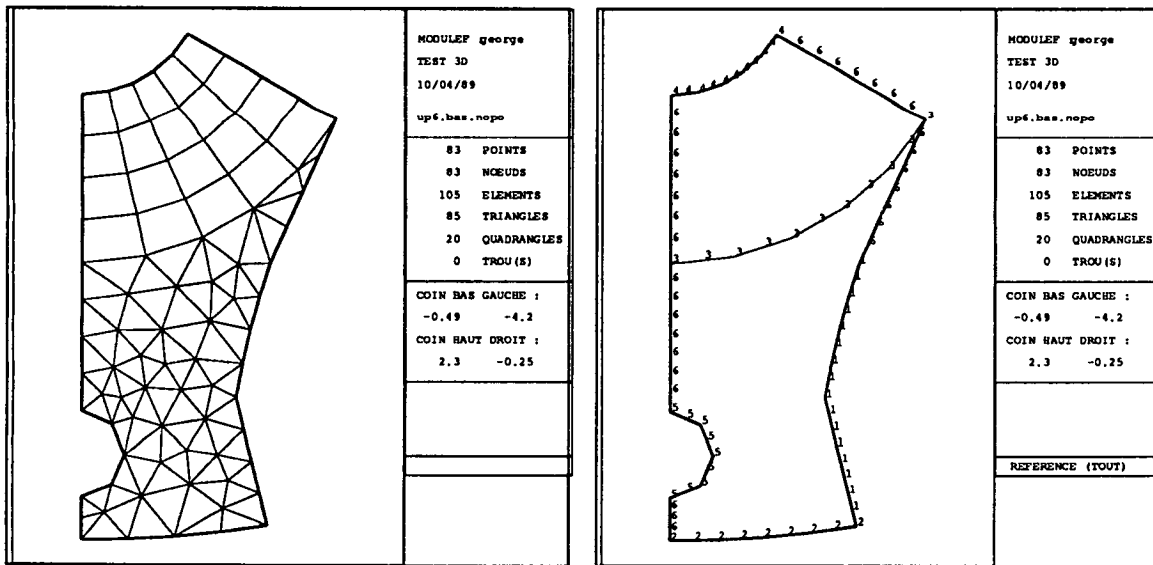 MODULEF george
TEST 3D
10/04/89
up6.bas.nopo
83 POINTS
83 NOEUDS
105 ELEMENTS
85 TRIANGLES
20 QUADRANGLES
0 TROU(S)
COIN BAS GAUCHE :
-0.49 -4.2
COIN HAUT DROIT :
2.3 -0.25
MODULEF george
TEST 3D
10/04/89
up6.bas.nopo
83 POINTS
83 NOEUDS
105 ELEMENTS
85 TRIANGLES
20 QUADRANGLES
0 TROU(S)
COIN BAS GAUCHE :
-0.49 -4.2
COIN HAUT DROIT :
2.3 -0.25
REFERENCE (TOUT)